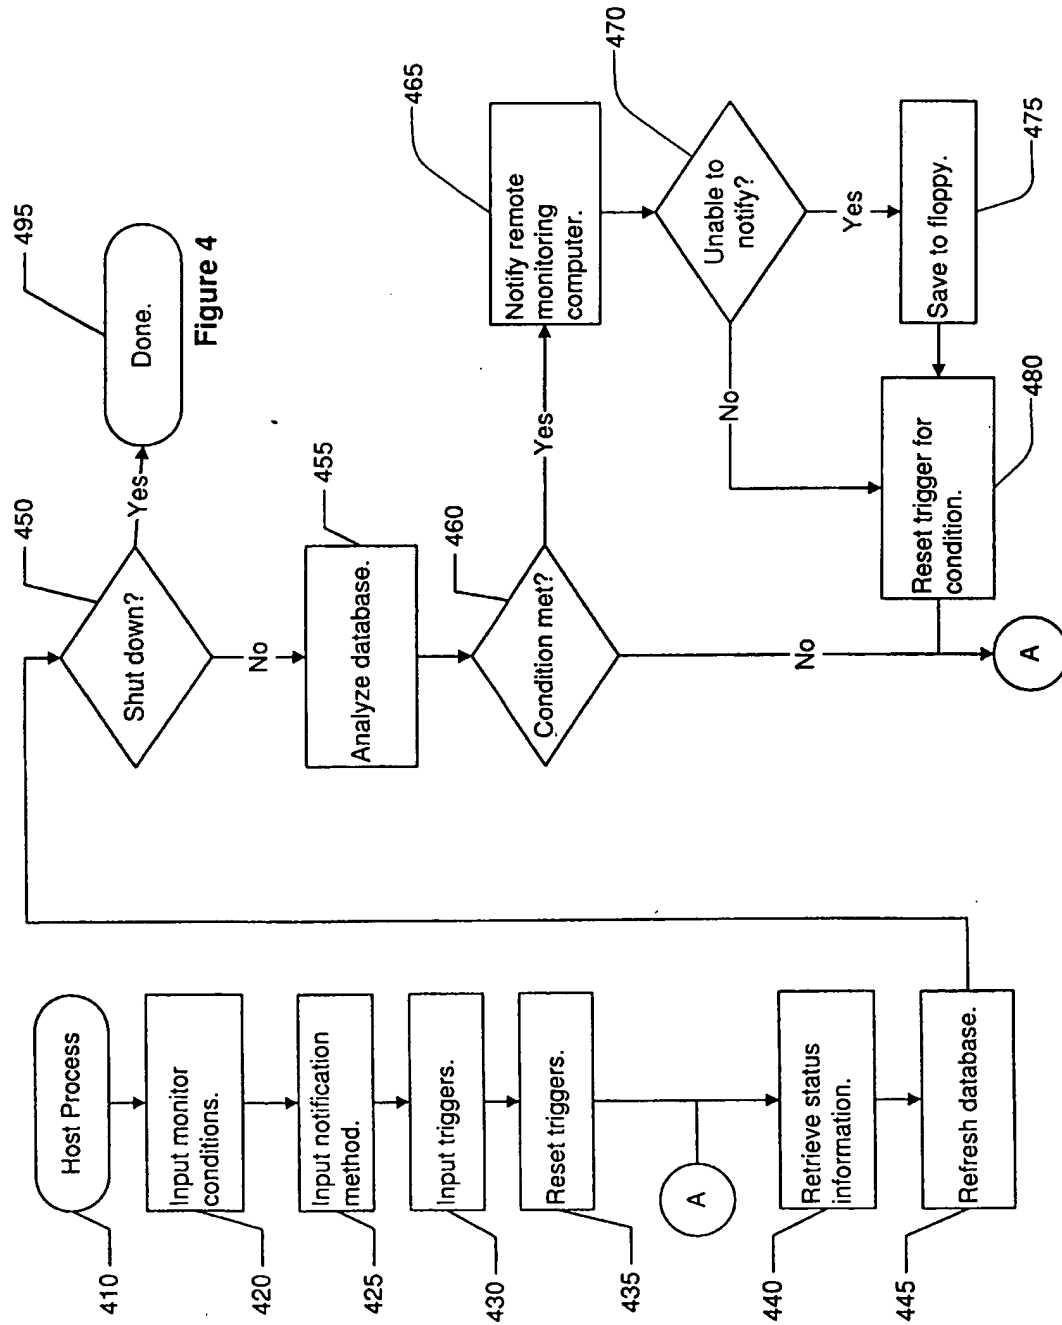 Host Process
410
Input monitor
conditions.
420
Input notification
method.
425
Input triggers.
430
Reset triggers.
435
A
Retrieve status
information.
440
Refresh database.
445
Shut down?
450
Yes
Done.
495
No
Analyze database.
455
Condition met?
460
Yes
No
Notify remote
monitoring
computer.
465
Unable to
notify?
470
Yes
No
Save to floppy.
475
Reset trigger for
condition.
480
A
Figure 4